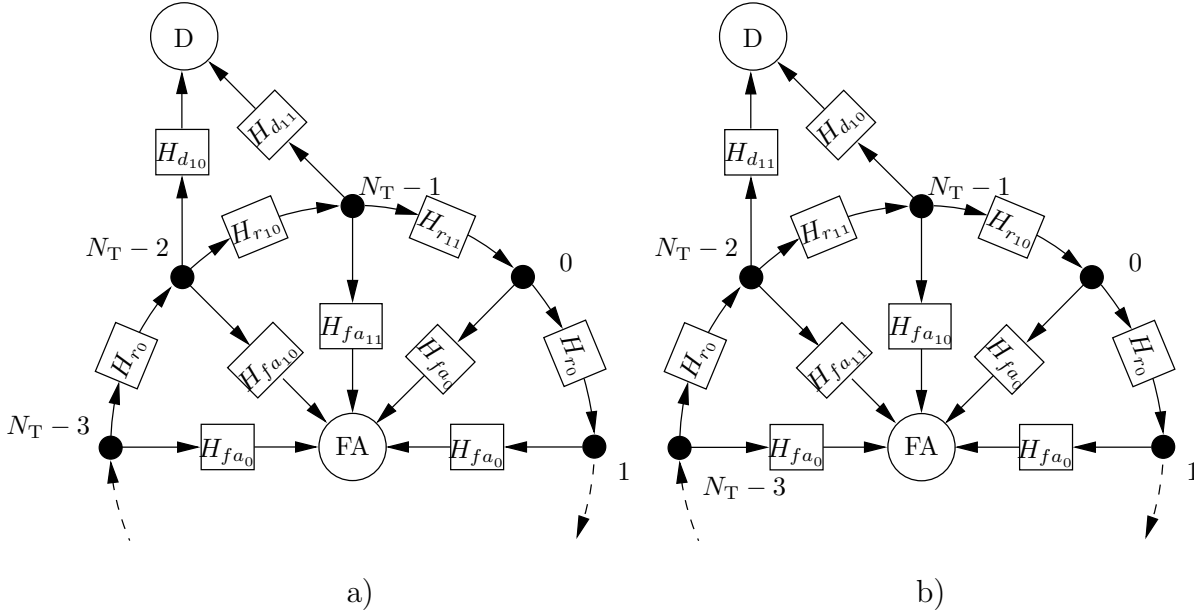 D
D
H_{d_{11}}
H_{d_{10}}
H_{d_{10}}
H_{d_{11}}
N_T − 1
N_T − 1
H_{r_{10}}
H_{r_{11}}
H_{r_{11}}
H_{r_{10}}
N_T − 2
0
N_T − 2
0
H_{fa_{11}}
H_{fa_{10}}
H_{r_0}
H_{fa_{10}}
H_{fa_0}
H_{r_0}
H_{r_0}
H_{fa_{11}}
H_{fa_0}
H_{r_0}
N_T − 3
H_{fa_0}
FA
H_{fa_0}
1
H_{fa_0}
FA
H_{fa_0}
1
N_T − 3
a)
b)